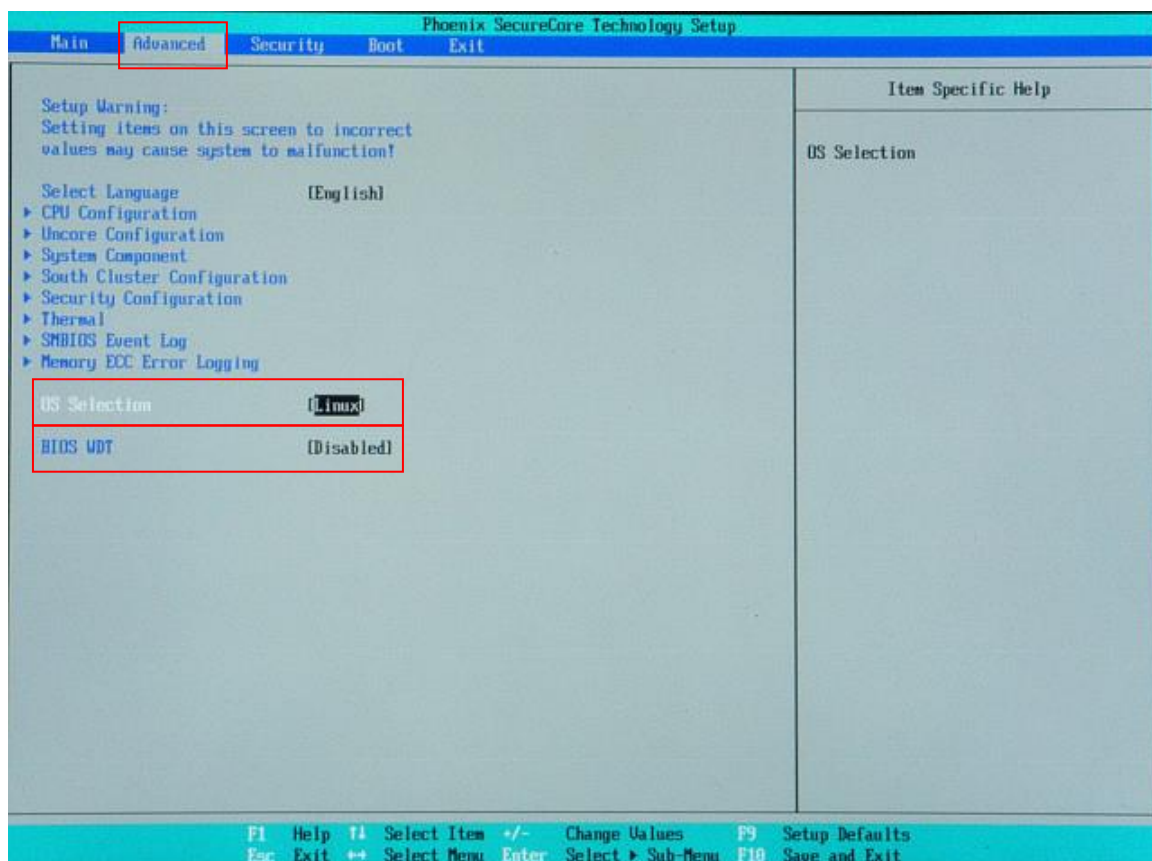 Phoenix SecureCore Technology Setup
Main Advanced Security Boot Exit
Item Specific Help
Setup Warning:
Setting items on this screen to incorrect
values may cause system to malfunction!
OS Selection
Select Language [English]
▶ CPU Configuration
▶ Uncore Configuration
▶ System Component
▶ South Cluster Configuration
▶ Security Configuration
▶ Thermal
▶ SMBIOS Event Log
▶ Memory ECC Error Logging
OS Selection [Linux]
BIOS WDT [Disabled]
F1 Help ↑↓ Select Item +/- Change Values F9 Setup Defaults
Esc Exit ↔ Select Menu Enter Select ▶ Sub-Menu F10 Save and Exit